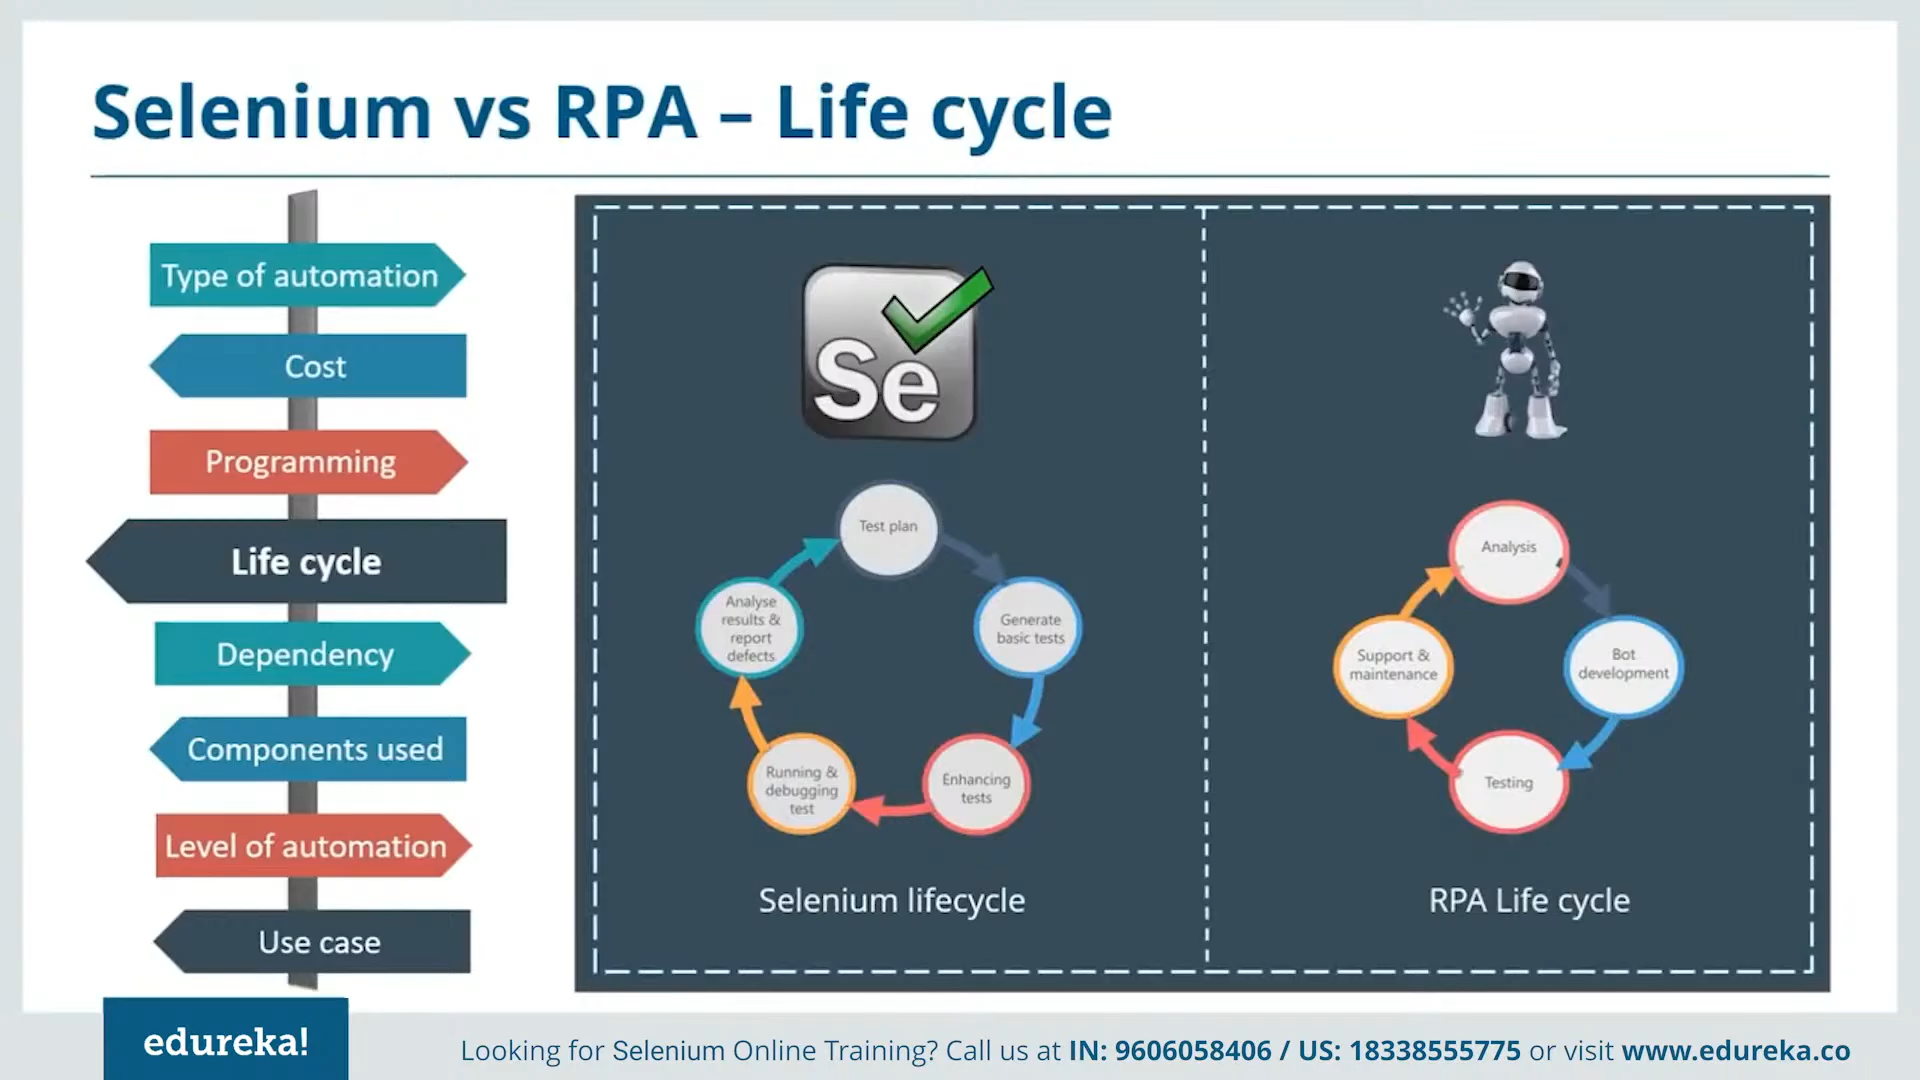 Selenium vs RPA – Life cycle
Type of automation
Cost
Programming
Life cycle
Dependency
Components used
Level of automation
Use case
Se
Test plan
Generate
basic tests
Enhancing
tests
Running &
debugging
test
Analyse
results &
report
defects
Selenium lifecycle
Analysis
Bot
development
Testing
Support &
maintenance
RPA Life cycle
edureka!
Looking for Selenium Online Training? Call us at IN: 9606058406 / US: 18338555775 or visit www.edureka.co